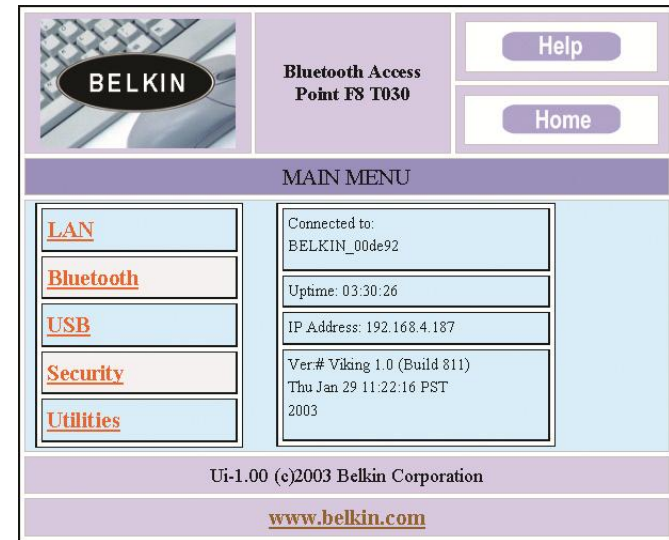 BELKIN
Bluetooth Access
Point F8 T030
Help
Home
MAIN MENU
LAN
Bluetooth
USB
Security
Utilities
Connected to:
BELKIN_00de92
Uptime: 03:30:26
IP Address: 192.168.4.187
Ver:# Viking 1.0 (Build 811)
Thu Jan 29 11:22:16 PST
2003
Ui-1.00 (c)2003 Belkin Corporation
www.belkin.com